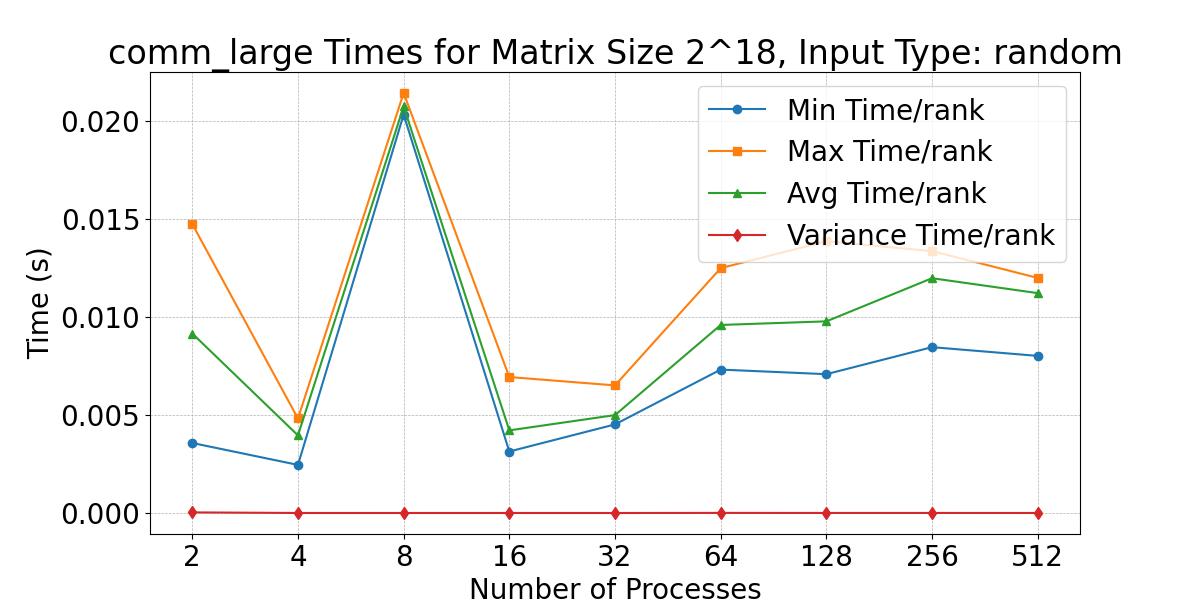 comm_large Times for Matrix Size 2^18, Input Type: random
Min Time/rank
Max Time/rank
Avg Time/rank
Variance Time/rank
Time (s)
0.020
0.015
0.010
0.005
0.000
2 4 8 16 32 64 128 256 512
Number of Processes